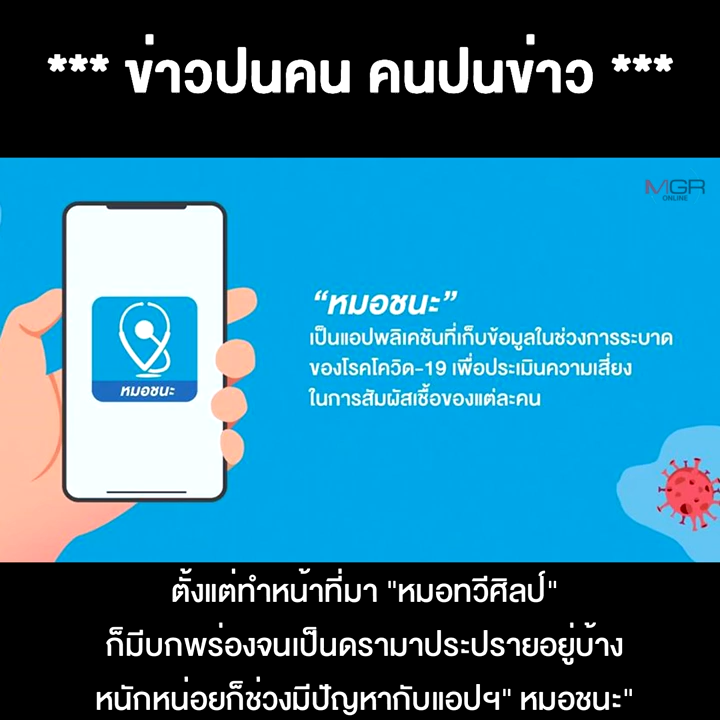 *** ข่าวปนคน คนปนข่าว ***
MGR
ONLINE
“หมอชนะ”
เป็นแอปพลิเคชันที่เก็บข้อมูลในช่วงการระบาด
ของโรคโควิด-19 เพื่อประเมินความเสี่ยง
ในการสัมผัสเชื้อของแต่ละคน
หมอชนะ
ตั้งแต่ทำหน้าที่มา "หมอทวีศิลป์"
ก็มีบกพร่องจนเป็นดรามาประปรายอยู่บ้าง
หนักหน่อยก็ช่วงมีปัญหากับแอปฯ" หมอชนะ"